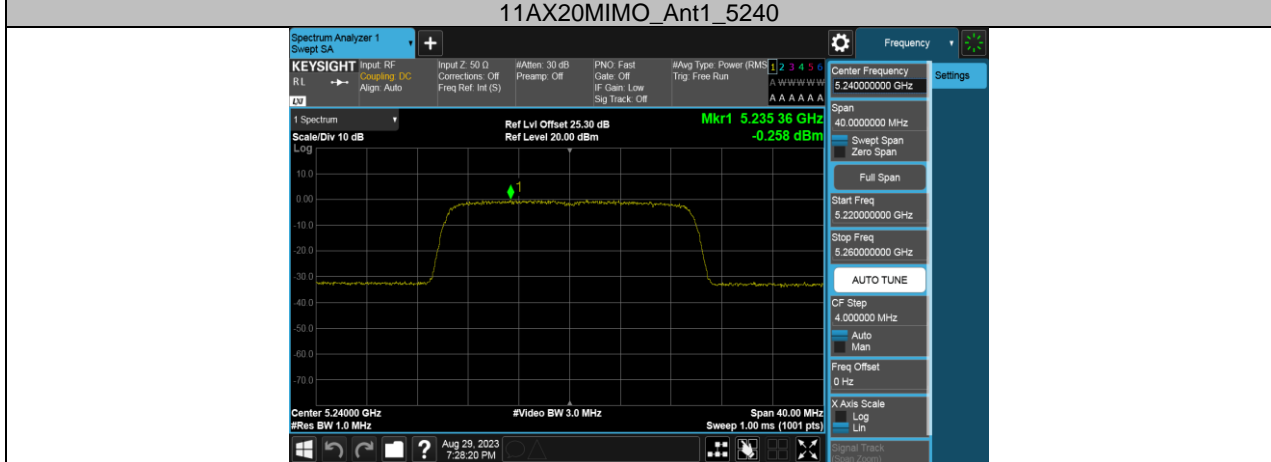 11AX20MIMO_Ant1_5240
Spectrum Analyzer 1
Swept SA
+
Frequency
KEYSIGHT
RL
LXI
Input: RF
Coupling: DC
Align: Auto
Input Z: 50 Ω
Corrections: Off
Freq Ref: Int (S)
#Atten: 30 dB
Preamp: Off
PNO: Fast
Gate: Off
IF Gain: Low
Sig Track: Off
#Avg Type: Power (RMS
Trig: Free Run
1 2 3 4 5 6
A W W W W W
A A A A A A
1 Spectrum
Scale/Div 10 dB
Log
Ref Lvl Offset 25.30 dB
Ref Level 20.00 dBm
Mkr1 5.235 36 GHz
-0.258 dBm
1
10.0
0.00
-10.0
-20.0
-30.0
-40.0
-50.0
-60.0
-70.0
Center 5.24000 GHz
#Res BW 1.0 MHz
#Video BW 3.0 MHz
Span 40.00 MHz
Sweep 1.00 ms (1001 pts)
Center Frequency
5.240000000 GHz
Settings
Span
40.0000000 MHz
Swept Span
Zero Span
Full Span
Start Freq
5.220000000 GHz
Stop Freq
5.260000000 GHz
AUTO TUNE
CF Step
4.000000 MHz
Auto
Man
Freq Offset
0 Hz
X Axis Scale
Log
Lin
Signal Track
(Span Zoom)
?
Aug 29, 2023
7:28:20 PM